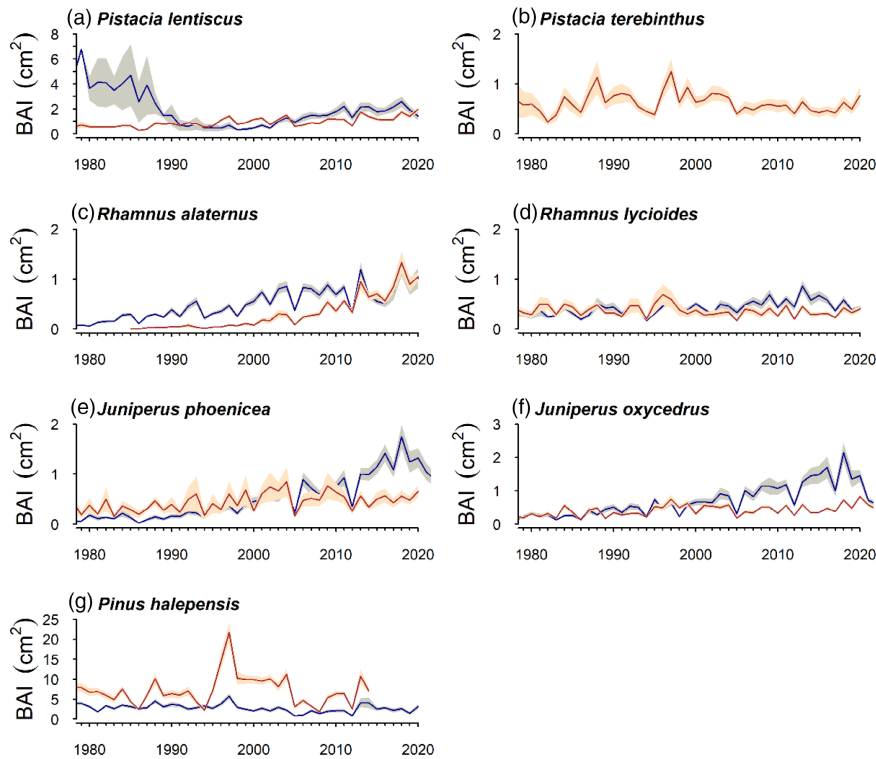 (a) Pistacia lentiscus
BAI (cm²)
8
6
4
2
0
1980 1990 2000 2010 2020
(b) Pistacia terebinthus
BAI (cm²)
2
1
0
1980 1990 2000 2010 2020
(c) Rhamnus alaternus
BAI (cm²)
2
1
0
1980 1990 2000 2010 2020
(d) Rhamnus lycioides
BAI (cm²)
2
1
0
1980 1990 2000 2010 2020
(e) Juniperus phoenicea
BAI (cm²)
2
1
0
1980 1990 2000 2010 2020
(f) Juniperus oxycedrus
BAI (cm²)
3
2
1
0
1980 1990 2000 2010 2020
(g) Pinus halepensis
BAI (cm²)
25
20
15
10
5
0
1980 1990 2000 2010 2020